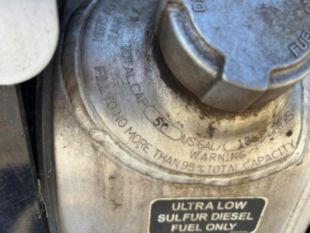 TOTAL CAP. 50 US GAL/
WARNING
FILL TO NO MORE THAN 95% TOTAL CAPACITY
ULTRA LOW
SULFUR DIESEL
FUEL ONLY